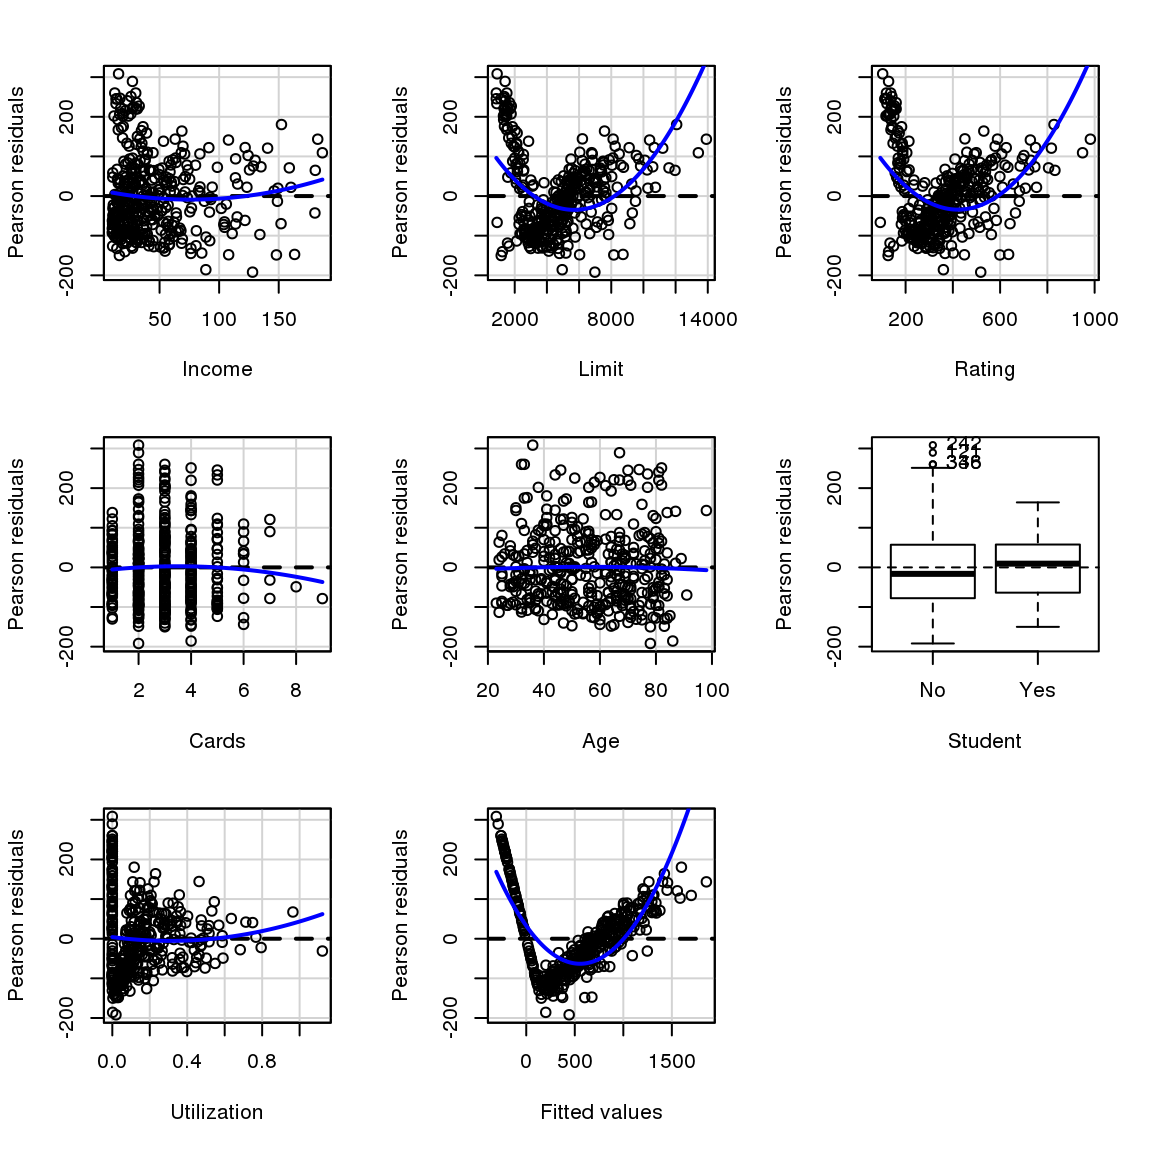 Pearson residuals
-200 0 200
50 100 150
Income
Pearson residuals
-200 0 200
2000 8000 14000
Limit
Pearson residuals
-200 0 200
200 600 1000
Rating
Pearson residuals
-200 0 200
2 4 6 8
Cards
Pearson residuals
-200 0 200
20 40 60 80 100
Age
Pearson residuals
-200 0 200
242
121
No Yes
Student
Pearson residuals
-200 0 200
0.0 0.4 0.8
Utilization
Pearson residuals
-200 0 200
0 500 1500
Fitted values